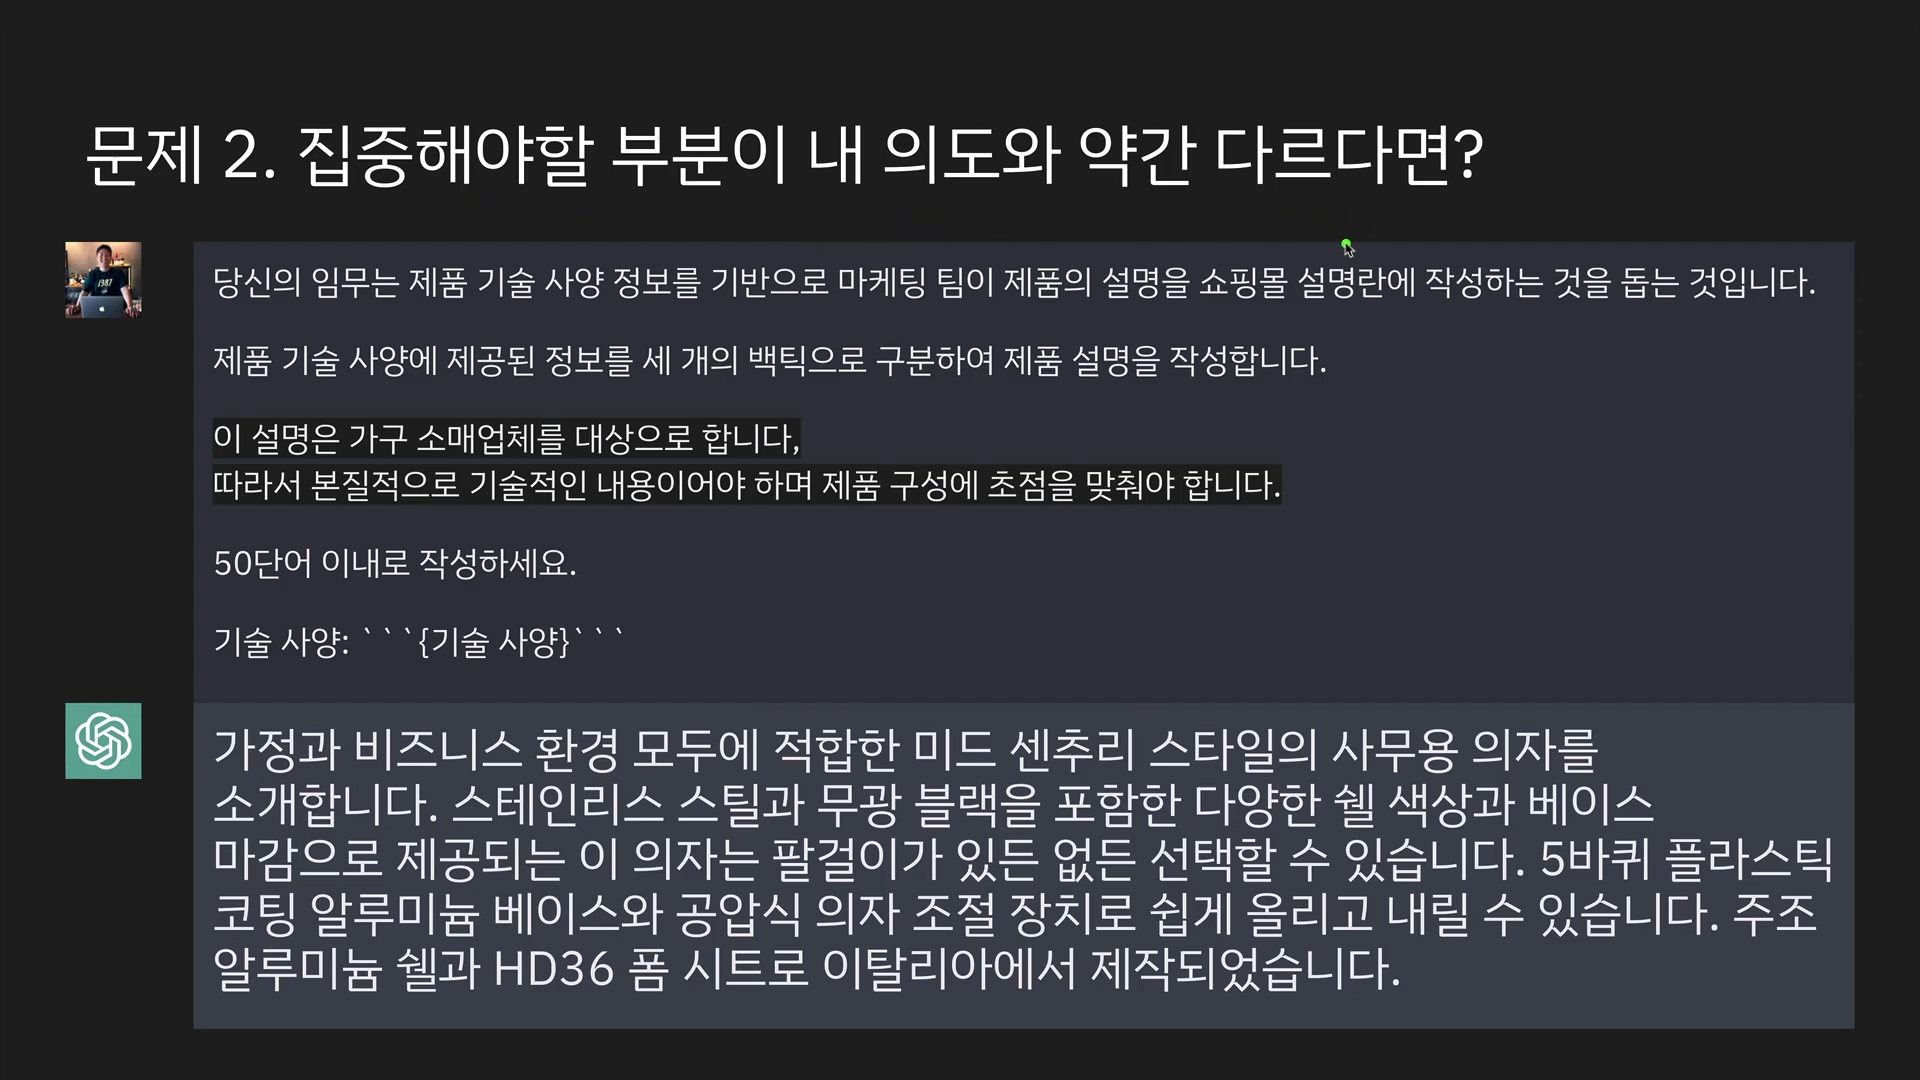 문제 2. 집중해야할 부분이 내 의도와 약간 다르다면?
당신의 임무는 제품 기술 사양 정보를 기반으로 마케팅 팀이 제품의 설명을 쇼핑몰 설명란에 작성하는 것을 돕는 것입니다.
제품 기술 사양에 제공된 정보를 세 개의 백틱으로 구분하여 제품 설명을 작성합니다.
이 설명은 가구 소매업체를 대상으로 합니다,
따라서 본질적으로 기술적인 내용이어야 하며 제품 구성에 초점을 맞춰야 합니다.
50단어 이내로 작성하세요.
기술 사양: ```{기술 사양}```
가정과 비즈니스 환경 모두에 적합한 미드 센추리 스타일의 사무용 의자를
소개합니다. 스테인리스 스틸과 무광 블랙을 포함한 다양한 쉘 색상과 베이스
마감으로 제공되는 이 의자는 팔걸이가 있든 없든 선택할 수 있습니다. 5바퀴 플라스틱
코팅 알루미늄 베이스와 공압식 의자 조절 장치로 쉽게 올리고 내릴 수 있습니다. 주조
알루미늄 쉘과 HD36 폼 시트로 이탈리아에서 제작되었습니다.